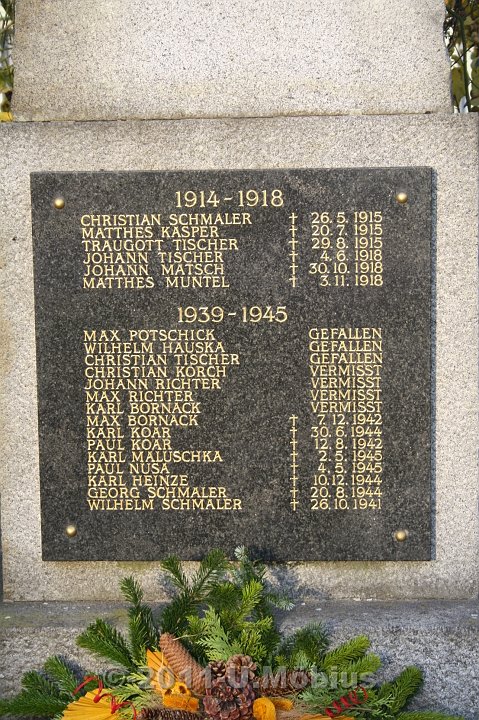 1914-1918
CHRISTIAN SCHMALER † 26. 5. 1915
MATTHES KASPER † 20. 7. 1915
TRAUGOTT TISCHER † 29. 8. 1915
JOHANN TISCHER † 4. 6. 1918
JOHANN MATSCH † 30. 10. 1918
MATTHES MUNTEL † 3. 11. 1918
1939-1945
MAX POTSCHICK GEFALLEN
WILHELM HAUSKA GEFALLEN
CHRISTIAN TISCHER GEFALLEN
CHRISTIAN KORCH VERMISST
JOHANN RICHTER VERMISST
MAX RICHTER VERMISST
KARL BORNACK VERMISST
MAX BORNACK † 7. 12. 1942
KARL KOAR † 30. 6. 1944
PAUL KOAR † 12. 8. 1942
KARL MALUSCHKA † 2. 5. 1945
PAUL NUSA † 4. 5. 1945
KARL HEINZE † 10. 12. 1944
GEORG SCHMALER † 20. 8. 1944
WILHELM SCHMALER † 26. 10. 1941
© 2011 U. Möbius